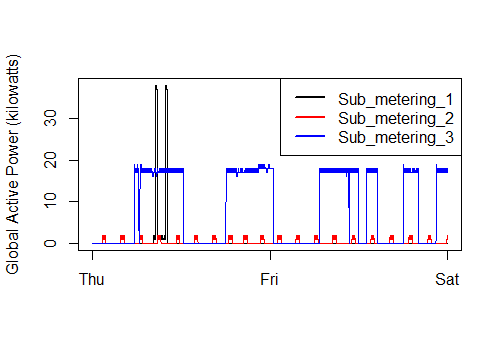 Global Active Power (kilowatts)
30
20
10
0
Sub_metering_1
Sub_metering_2
Sub_metering_3
Thu
Fri
Sat